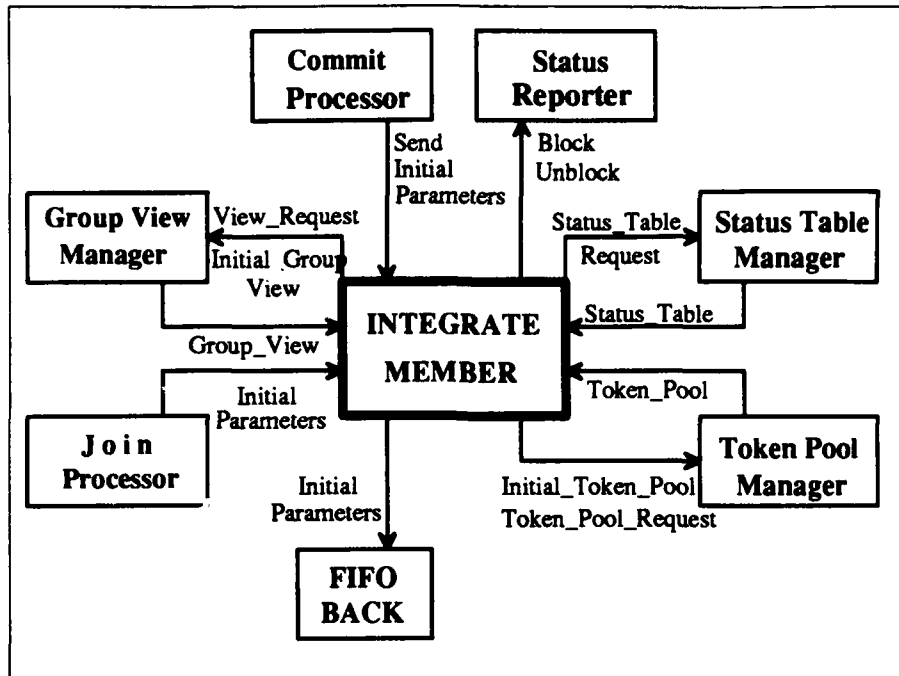 Commit
Processor
Status
Reporter
Send
Initial
Parameters
Block
Unblock
Group View
Manager
View_Request
Initial Group
View
Status_Table
Request
Status Table
Manager
INTEGRATE
MEMBER
Group_View
Status_Table
Initial
Parameters
Token_Pool
Join
Processor
Token Pool
Manager
Initial
Parameters
Initial_Token_Pool
Token_Pool_Request
FIFO
BACK